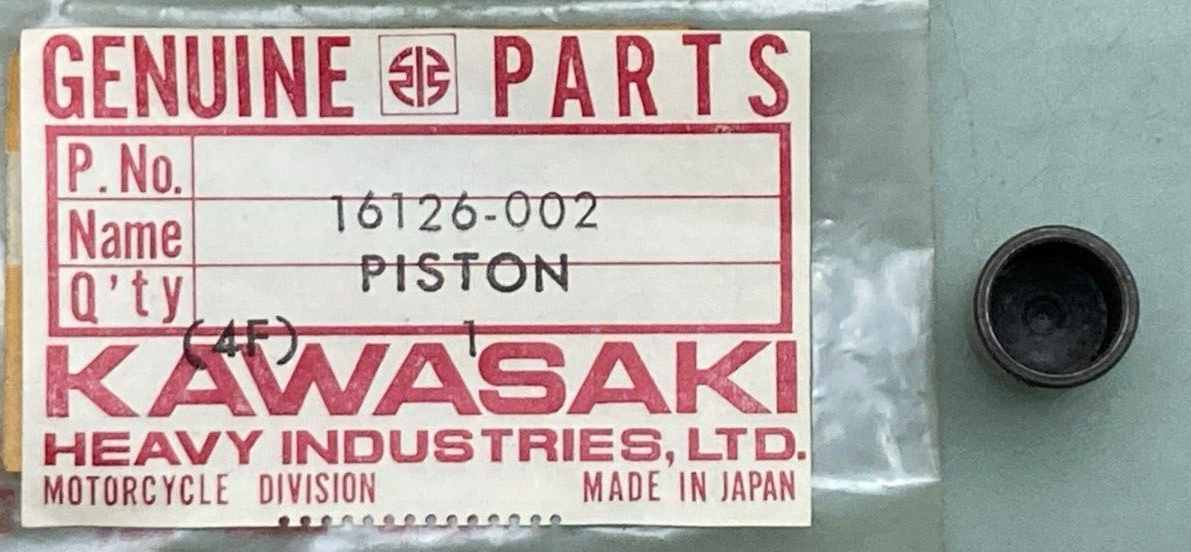 GENUINE PARTS
P. No. 16126-002
Name PISTON
Q'ty (4F) 1
KAWASAKI
HEAVY INDUSTRIES, LTD.
MOTORCYCLE DIVISION MADE IN JAPAN